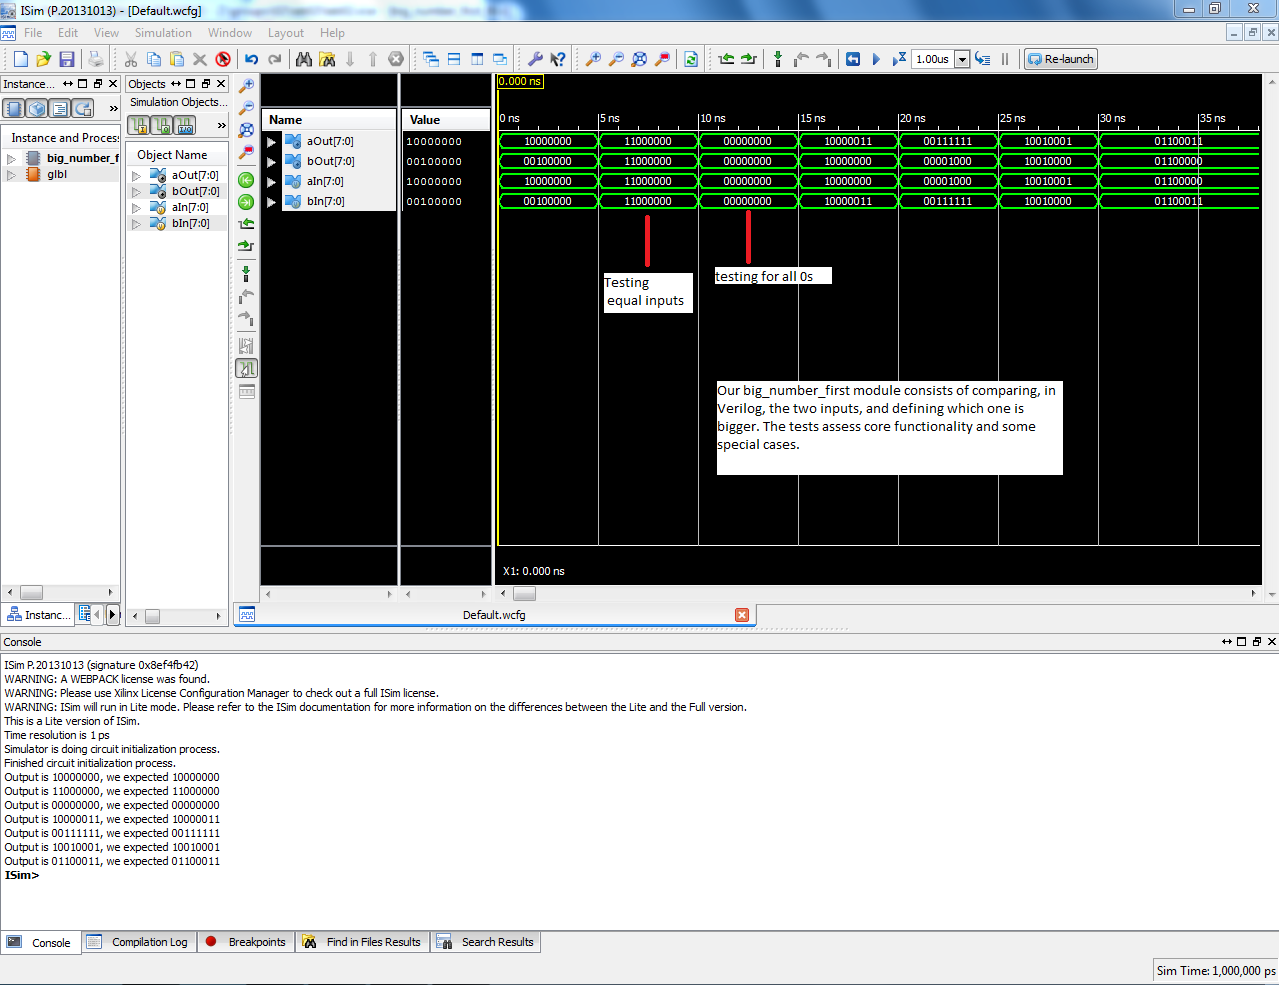 ISim (P.20131013) - [Default.wcfg]
File Edit View Simulation Window Layout Help
1.00us Re-launch
Instance...
Objects
Simulation Objects...
»
»
Instance and Process
big_number_f
glbl
Object Name
aOut[7:0]
bOut[7:0]
aIn[7:0]
bIn[7:0]
Name Value
aOut[7:0] 10000000
bOut[7:0] 00100000
aIn[7:0] 10000000
bIn[7:0] 00100000
0.000 ns
0 ns 5 ns 10 ns 15 ns 20 ns 25 ns 30 ns 35 ns
10000000 11000000 00000000 10000011 00111111 10010001 01100011
00100000 11000000 00000000 10000000 00001000 10010000 01100000
10000000 11000000 00000000 10000000 00001000 10010001 01100000
00100000 11000000 00000000 10000011 00111111 10010000 01100011
Testing
equal inputs
testing for all 0s
Our big_number_first module consists of comparing, in
Verilog, the two inputs, and defining which one is
bigger. The tests assess core functionality and some
special cases.
X1: 0.000 ns
Instanc...
Default.wcfg
Console
ISim P.20131013 (signature 0x8ef4fb42)
WARNING: A WEBPACK license was found.
WARNING: Please use Xilinx License Configuration Manager to check out a full ISim license.
WARNING: ISim will run in Lite mode. Please refer to the ISim documentation for more information on the differences between the Lite and the Full version.
This is a Lite version of ISim.
Time resolution is 1 ps
Simulator is doing circuit initialization process.
Finished circuit initialization process.
Output is 10000000, we expected 10000000
Output is 11000000, we expected 11000000
Output is 00000000, we expected 00000000
Output is 10000011, we expected 10000011
Output is 00111111, we expected 00111111
Output is 10010001, we expected 10010001
Output is 01100011, we expected 01100011
ISim>
Console Compilation Log Breakpoints Find in Files Results Search Results
Sim Time: 1,000,000 ps